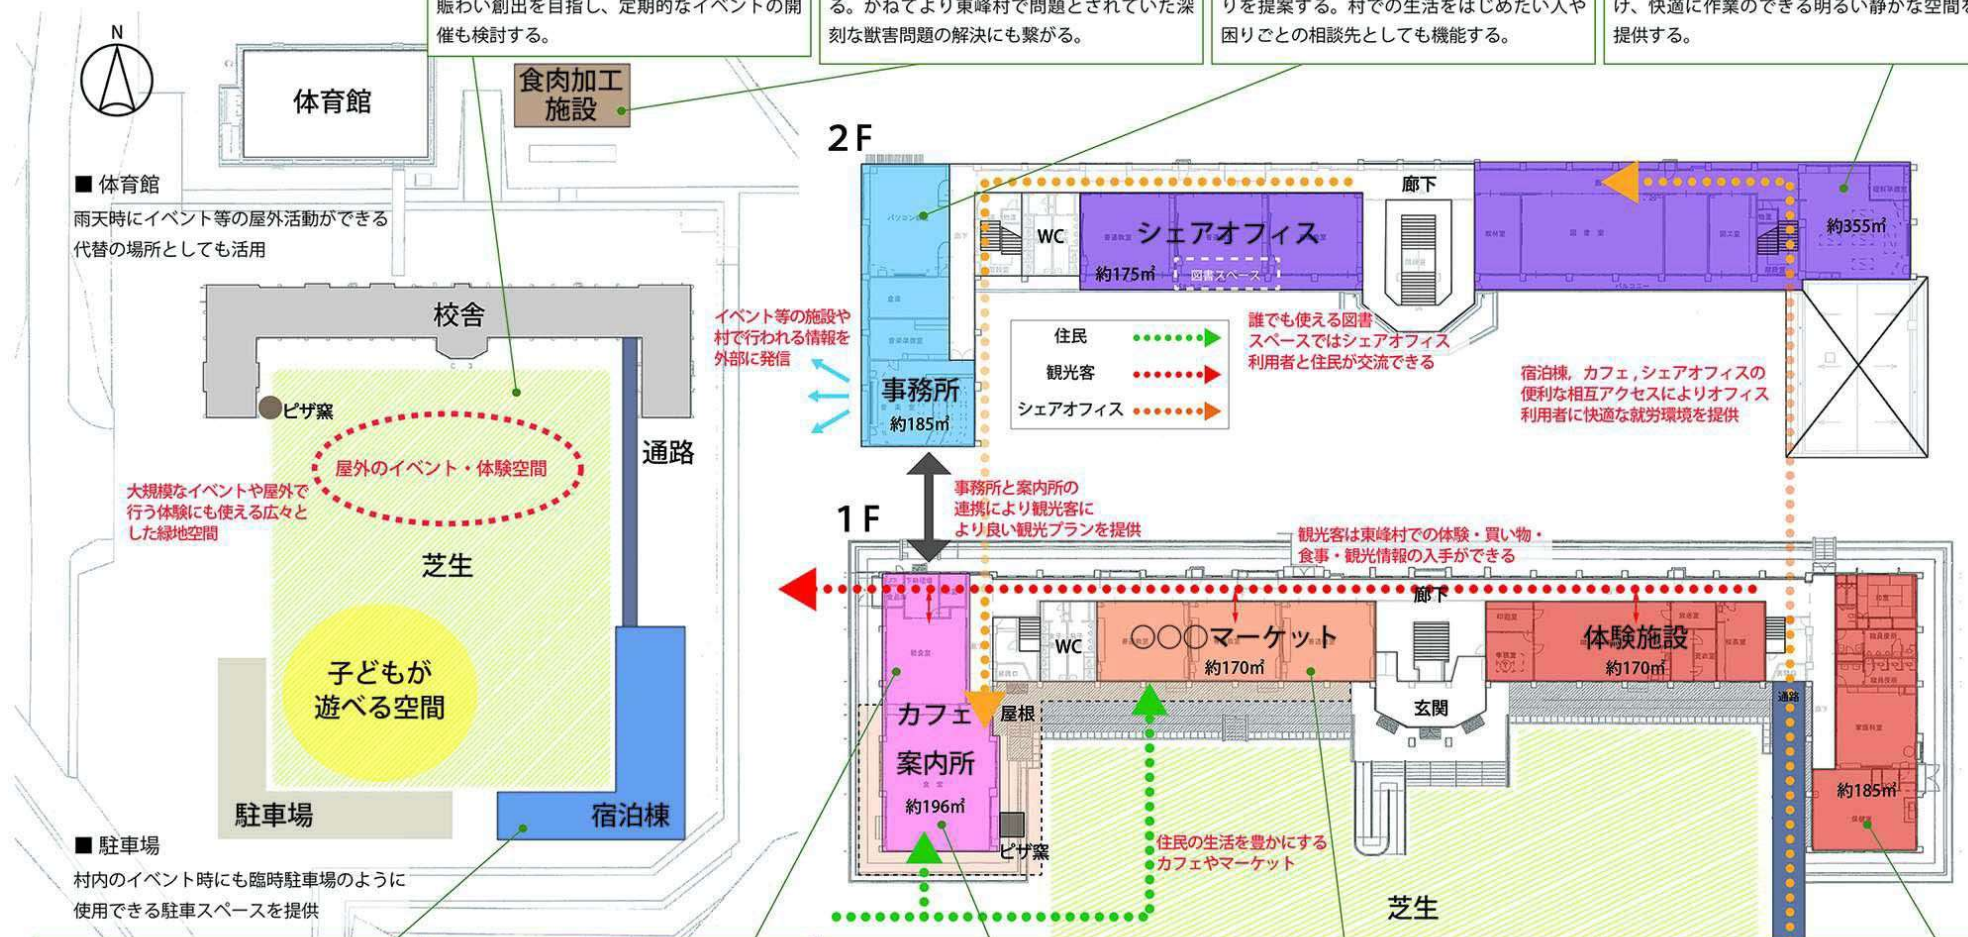 賑わい創出を目指し、定期的なイベントの開
催も検討する。
る。かねてより東峰村で問題とされていた深
刻な獣害問題の解決にも繋がる。
りを提案する。村での生活をはじめたい人や
困りごとの相談先としても機能する。
け、快適に作業のできる明るい静かな空間を
提供する。
N
体育館
食肉加工
施設
■ 体育館
雨天時にイベント等の屋外活動ができる
代替の場所としても活用
校舎
ピザ窯
屋外のイベント・体験空間
通路
大規模なイベントや屋外で
行う体験にも使える広々と
した緑地空間
芝生
子どもが
遊べる空間
駐車場
宿泊棟
■ 駐車場
村内のイベント時にも臨時駐車場のように
使用できる駐車スペースを提供
2F
廊下
WC
シェアオフィス
約175㎡
図書スペース
約355㎡
図書室
バルコニー
イベント等の施設や
村で行われる情報を
外部に発信
事務所
約185㎡
住民
観光客
シェアオフィス
誰でも使える図書
スペースではシェアオフィス
利用者と住民が交流できる
宿泊棟, カフェ,シェアオフィスの
便利な相互アクセスによりオフィス
利用者に快適な就労環境を提供
事務所と案内所の
連携により観光客に
より良い観光プランを提供
1F
観光客は東峰村での体験・買い物・
食事・観光情報の入手ができる
廊下
WC
○○○マーケット
約170㎡
体験施設
約170㎡
カフェ
屋根
玄関
通路
家庭科室
案内所
約196㎡
約185㎡
保健室
ピザ窯
住民の生活を豊かにする
カフェやマーケット
芝生